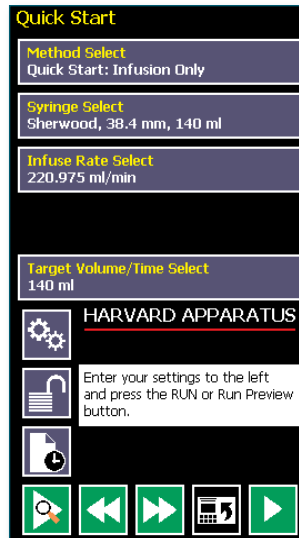 Quick Start
Method Select
Quick Start: Infusion Only
Syringe Select
Sherwood, 38.4 mm, 140 ml
Infuse Rate Select
220.975 ml/min
Target Volume/Time Select
140 ml
HARVARD APPARATUS
Enter your settings to the left
and press the RUN or Run Preview
button.